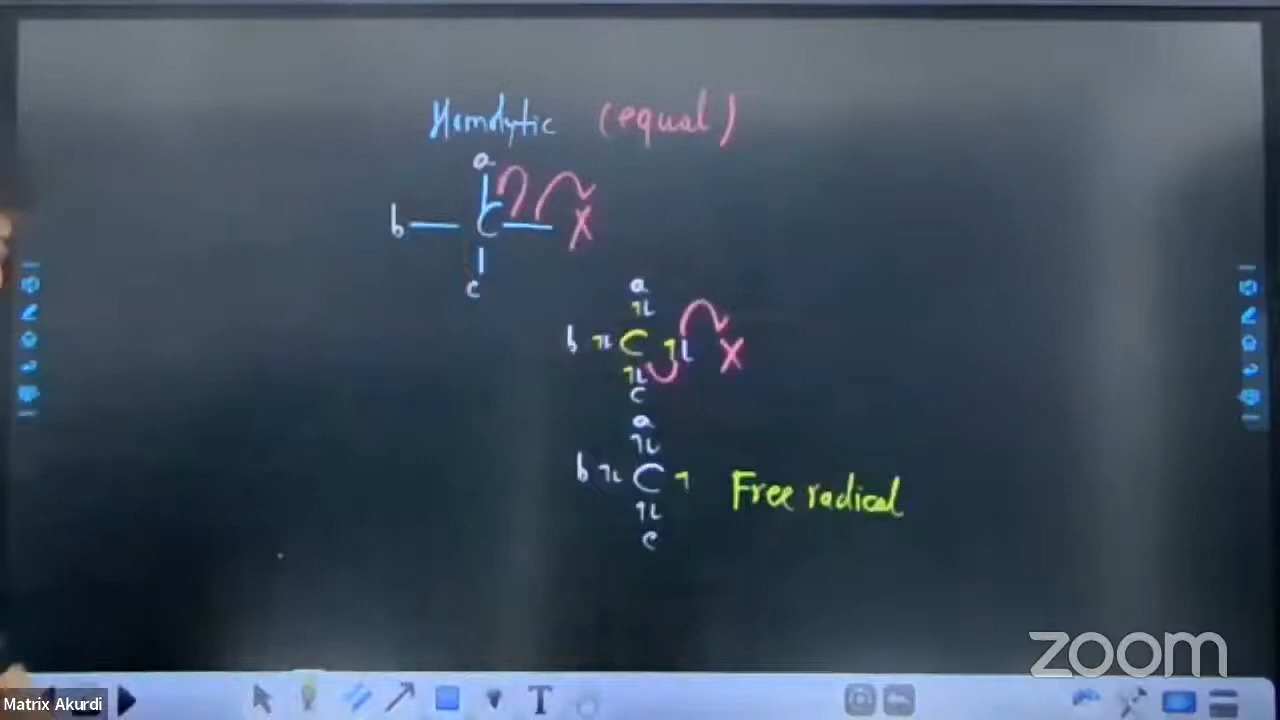 Homolytic (equal)
a
b — C — X
c
a
b ↿⇂ C ↿⇂ X
c
a
b ↿⇂ C ↿ Free radical
c
zoom
T
Matrix Akurdi